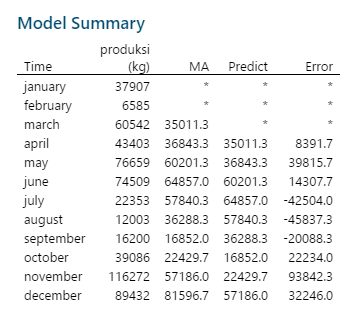 Model Summary
produksi
Time (kg) MA Predict Error
january 37907 * * *
february 6585 * * *
march 60542 35011.3 * *
april 43403 36843.3 35011.3 8391.7
may 76659 60201.3 36843.3 39815.7
june 74509 64857.0 60201.3 14307.7
july 22353 57840.3 64857.0 -42504.0
august 12003 36288.3 57840.3 -45837.3
september 16200 16852.0 36288.3 -20088.3
october 39086 22429.7 16852.0 22234.0
november 116272 57186.0 22429.7 93842.3
december 89432 81596.7 57186.0 32246.0